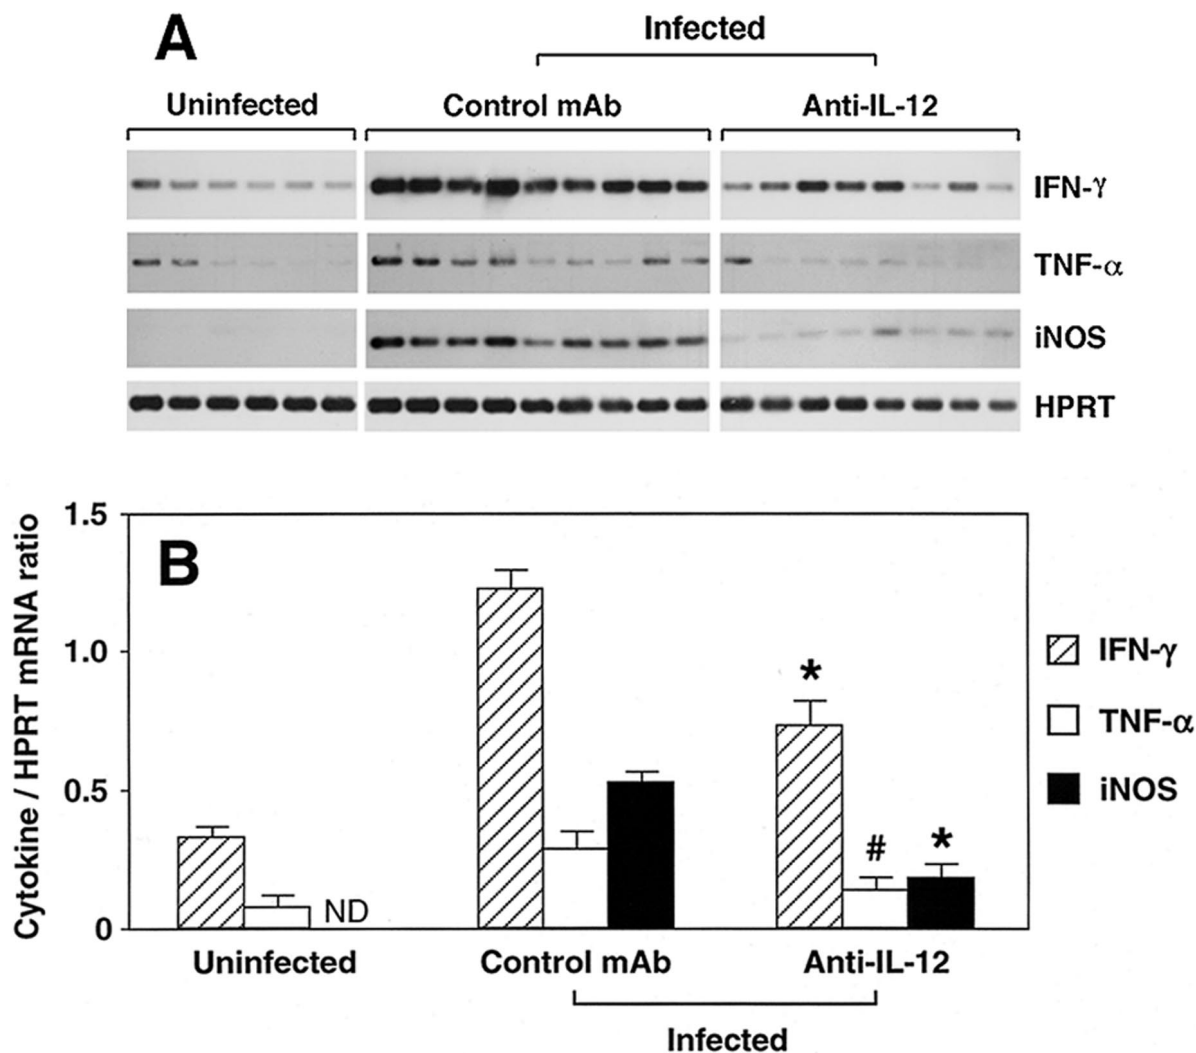 A
Infected
Uninfected Control mAb Anti-IL-12
IFN-γ
TNF-α
iNOS
HPRT
B
Cytokine / HPRT mRNA ratio
1.5
1.0
0.5
0
ND
*
#
*
IFN-γ
TNF-α
iNOS
Uninfected Control mAb Anti-IL-12
Infected